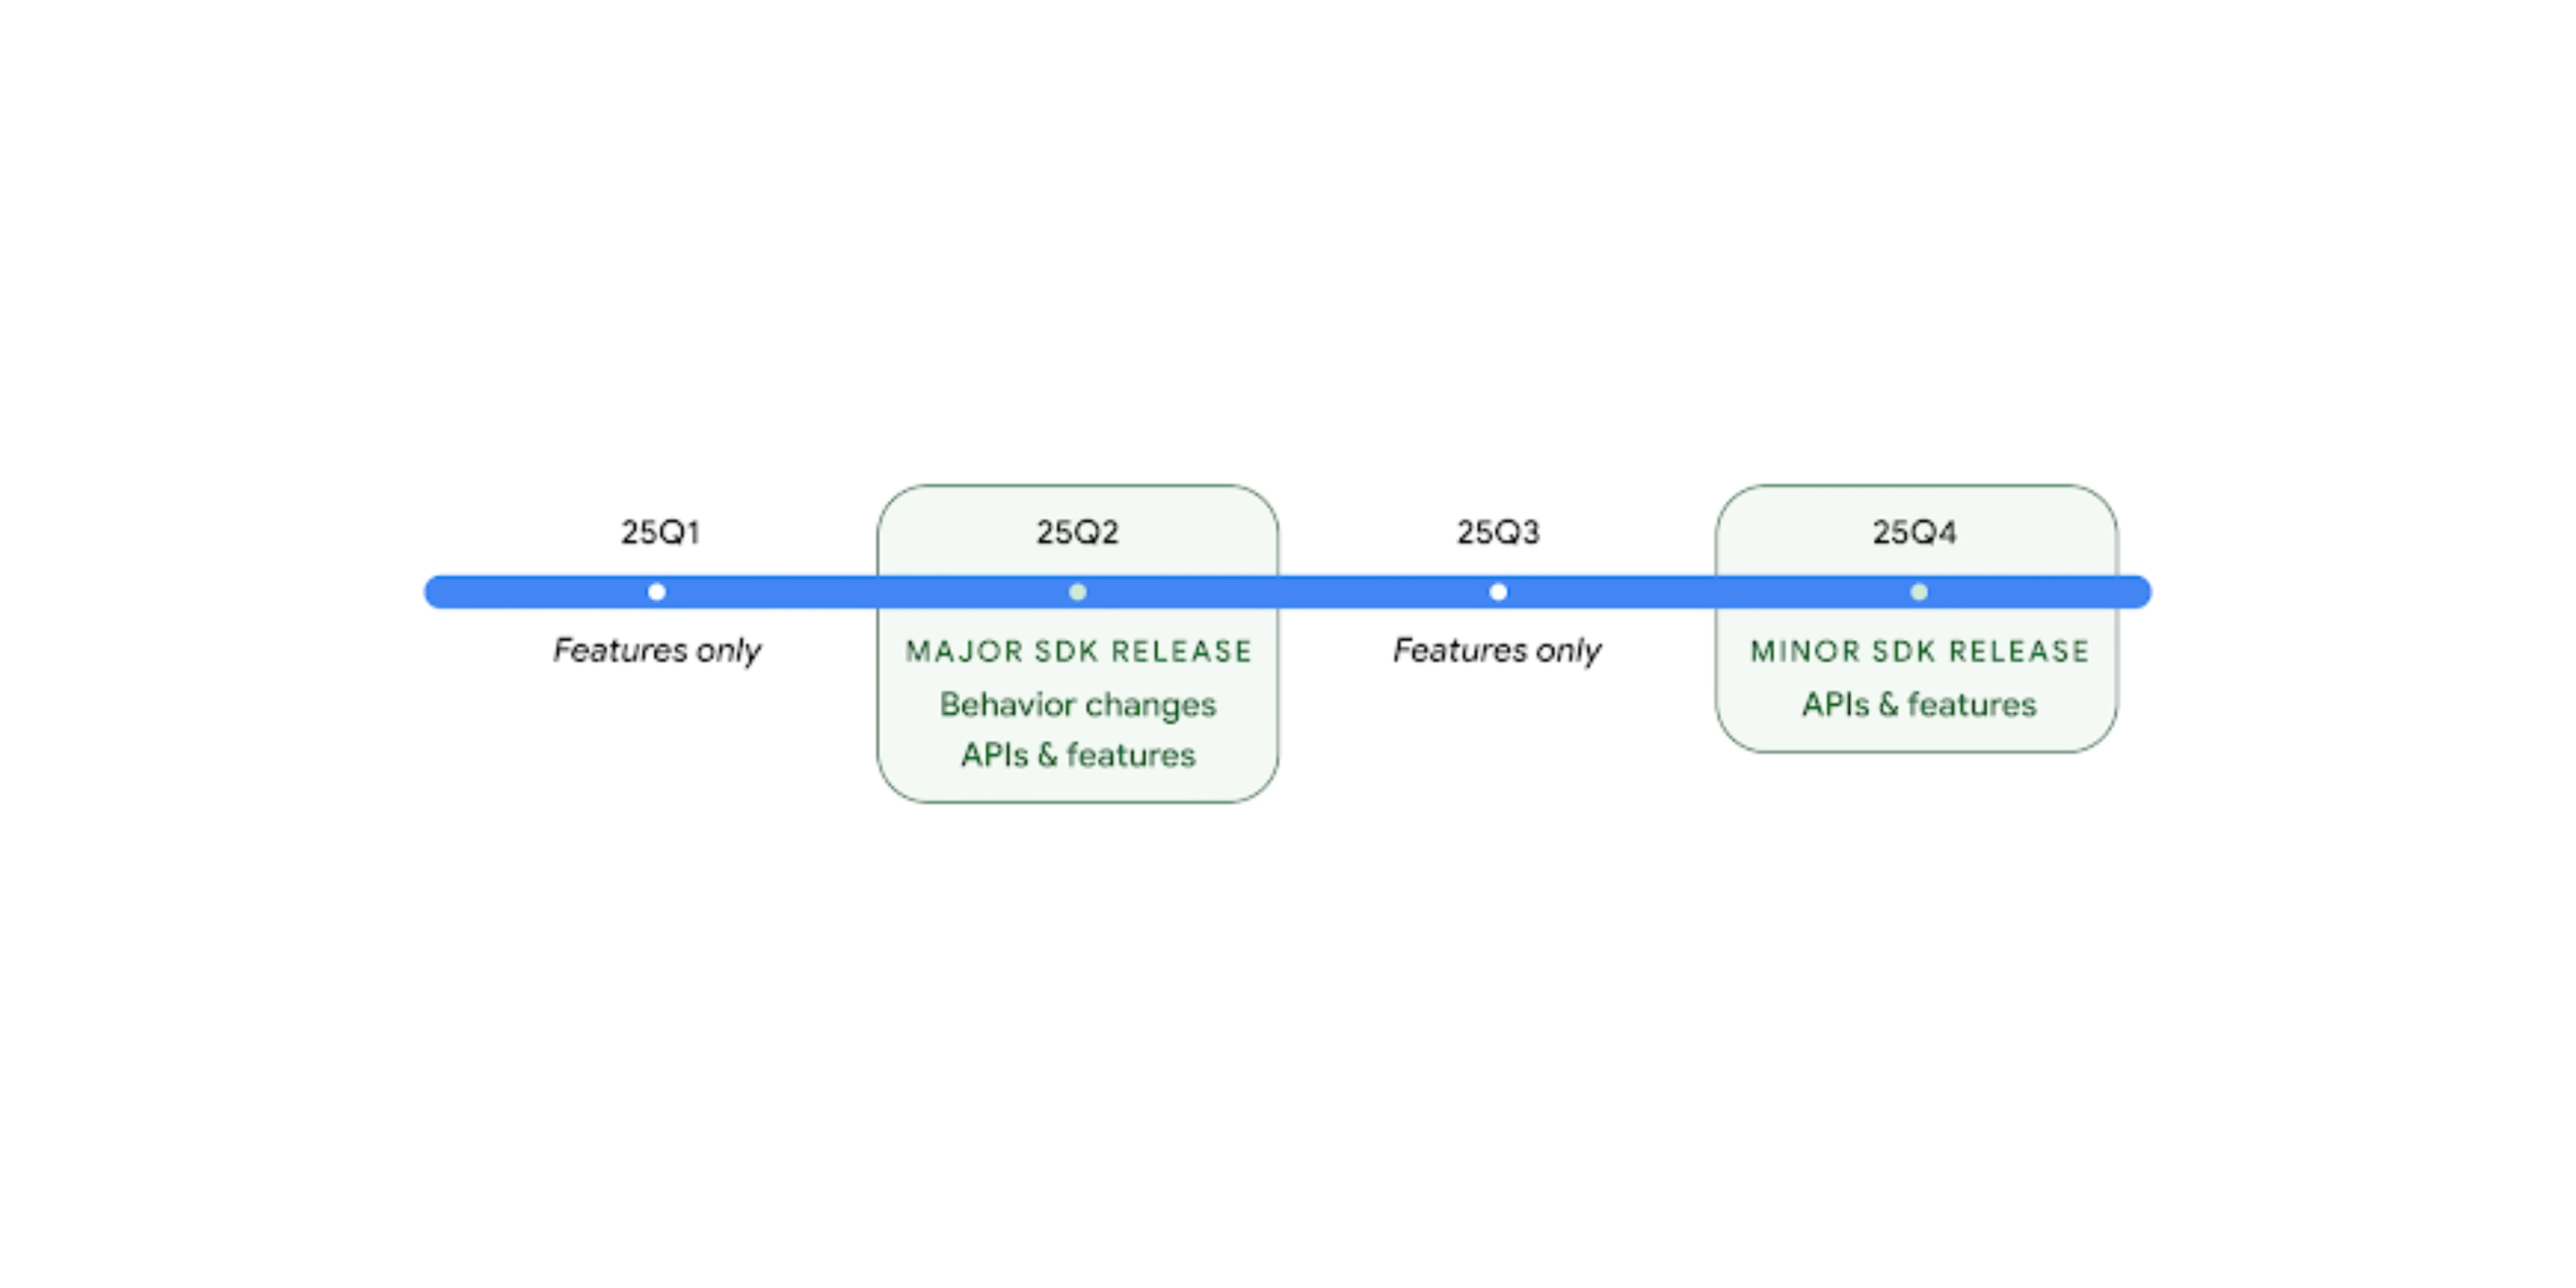 25Q1
25Q2
25Q3
25Q4
Features only
MAJOR SDK RELEASE
Behavior changes
APIs & features
Features only
MINOR SDK RELEASE
APIs & features